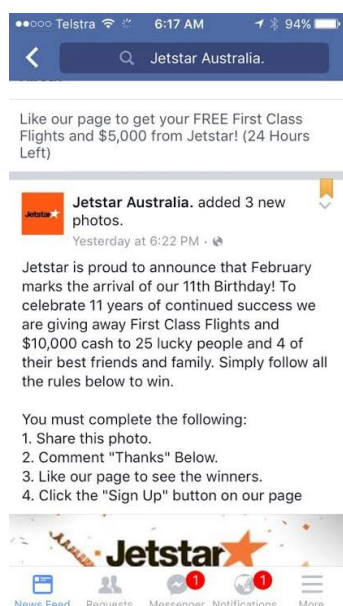 Telstra 6:17 AM 94%
Jetstar Australia.
Like our page to get your FREE First Class
Flights and $5,000 from Jetstar! (24 Hours
Left)
Jetstar
Jetstar Australia. added 3 new
photos.
Yesterday at 6:22 PM ·
Jetstar is proud to announce that February
marks the arrival of our 11th Birthday! To
celebrate 11 years of continued success we
are giving away First Class Flights and
$10,000 cash to 25 lucky people and 4 of
their best friends and family. Simply follow all
the rules below to win.
You must complete the following:
1. Share this photo.
2. Comment "Thanks" Below.
3. Like our page to see the winners.
4. Click the "Sign Up" button on our page
Jetstar
1 1
News Feed Requests Messenger Notifications More